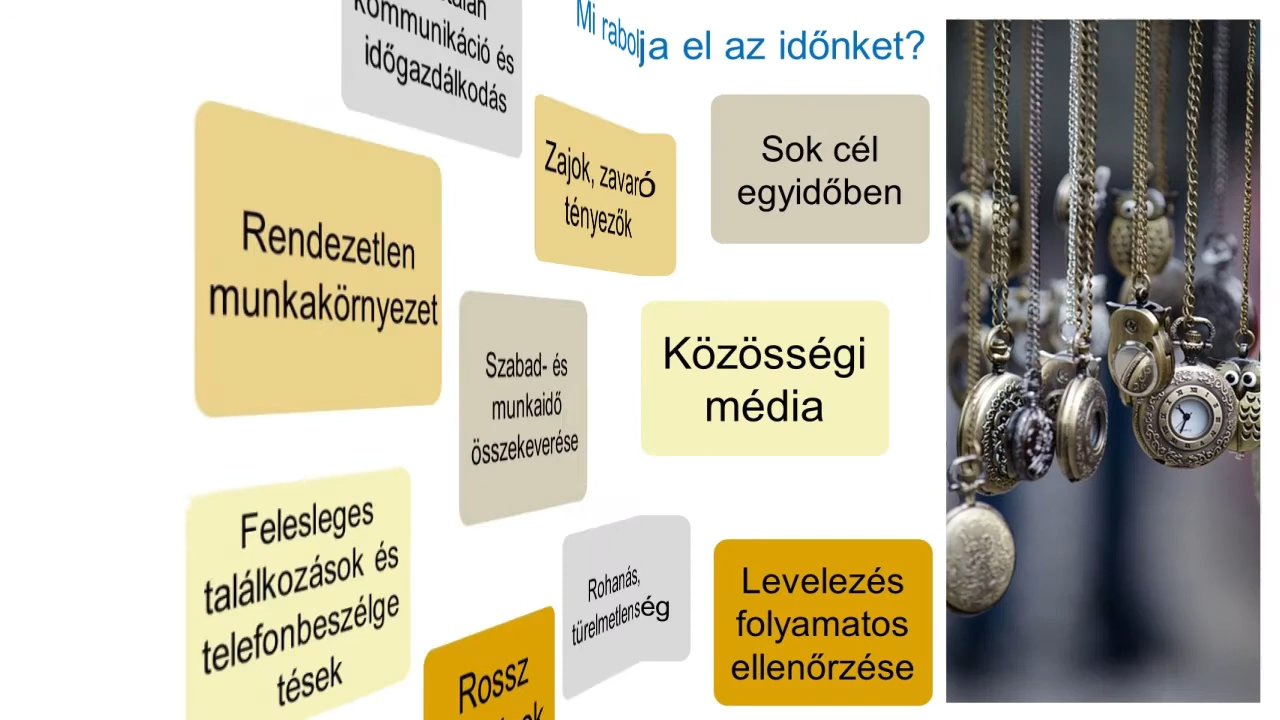 Mi rabolja el az időnket?
kommunikáció és
időgazdálkodás
Zajok, zavaró
tényezők
Sok cél
egyidőben
Rendezetlen
munkakörnyezet
Szabad- és
munkaidő
összekeverése
Közösségi
média
Felesleges
találkozások és
telefonbeszélge
tések
Rohanás,
türelmetlenség
Levelezés
folyamatos
ellenőrzése
Rossz